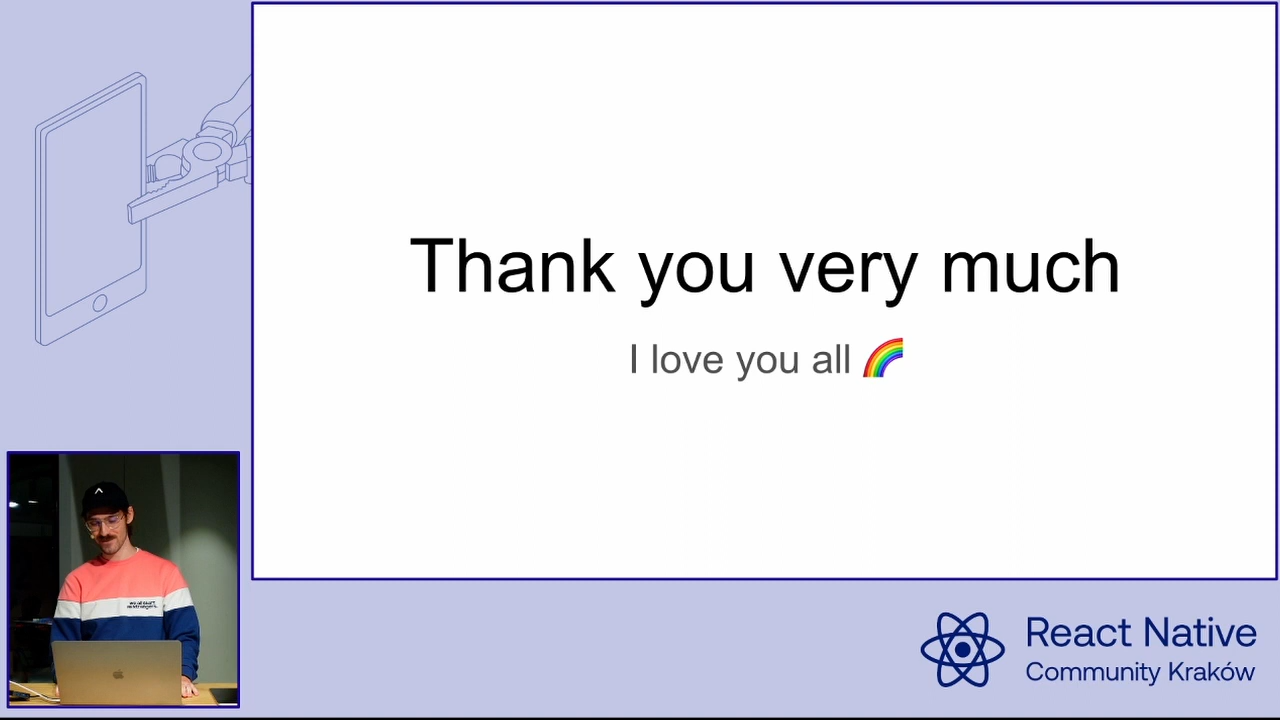 Thank you very much
I love you all 🌈
React Native
Community Kraków